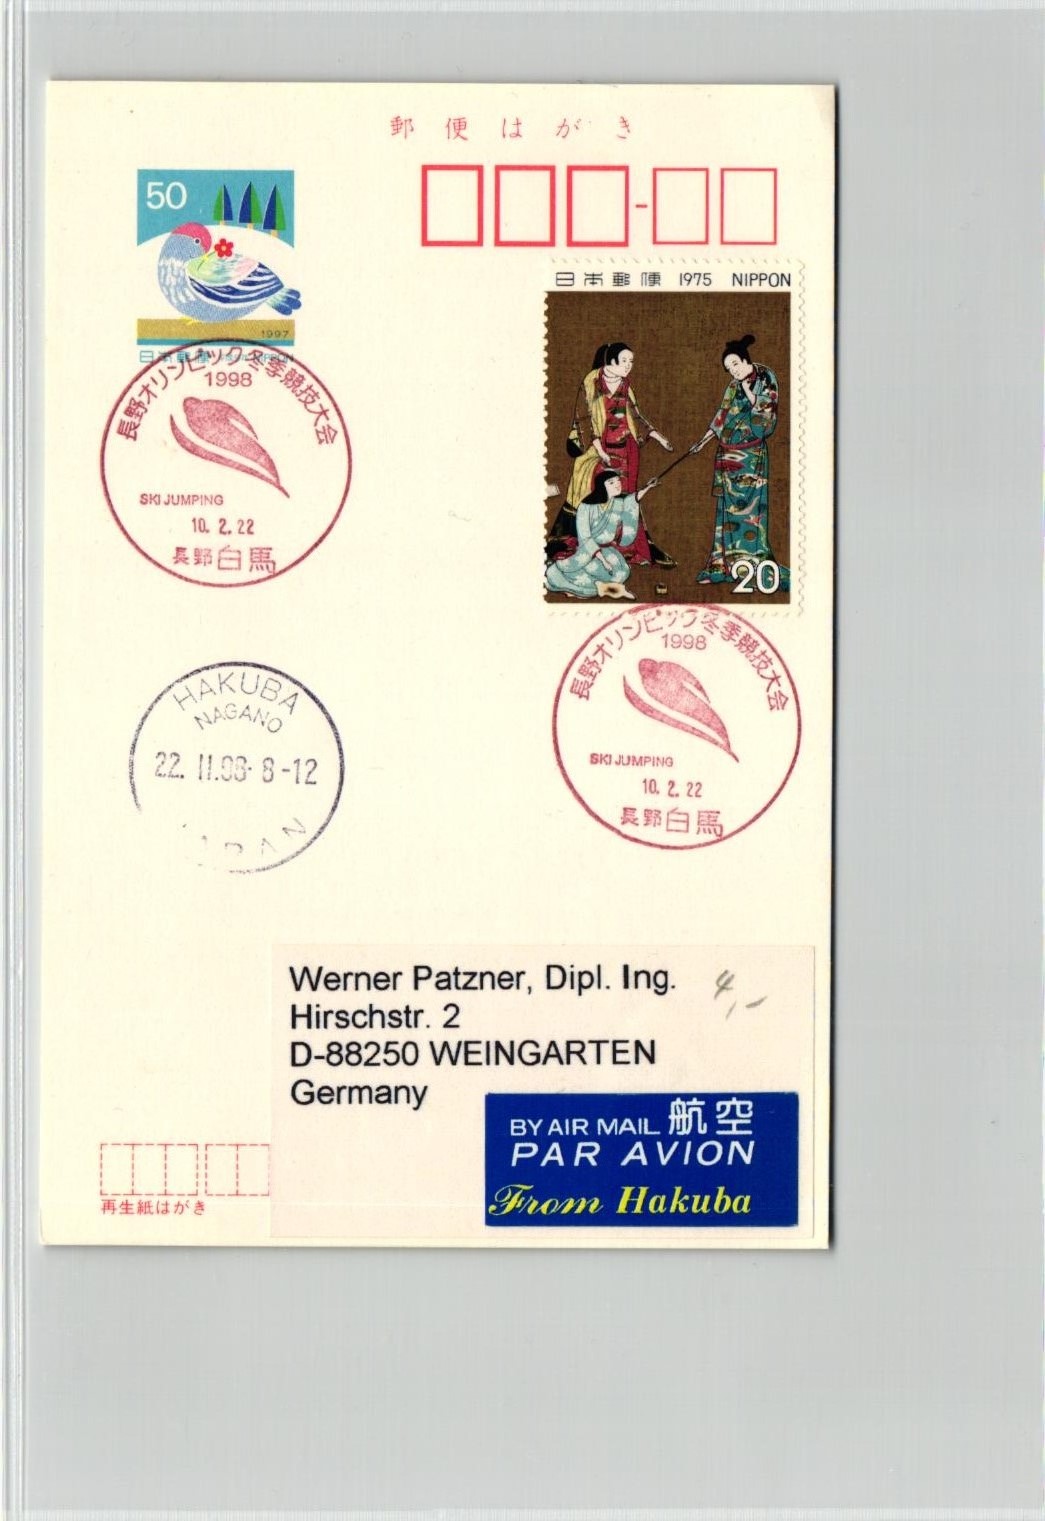 郵便はがき
50
1997
日本郵便 NIPPON
日本郵便 1975 NIPPON
20
長野オリンピック冬季競技大会
1998
SKI JUMPING
10.2.22
長野白馬
長野オリンピック冬季競技大会
1998
SKI JUMPING
10.2.22
長野白馬
HAKUBA
NAGANO
22.II.98-8-12
JAPAN
Werner Patzner, Dipl. Ing.
4,-
Hirschstr. 2
D-88250 WEINGARTEN
Germany
BY AIR MAIL 航空
PAR AVION
From Hakuba
再生紙はがき